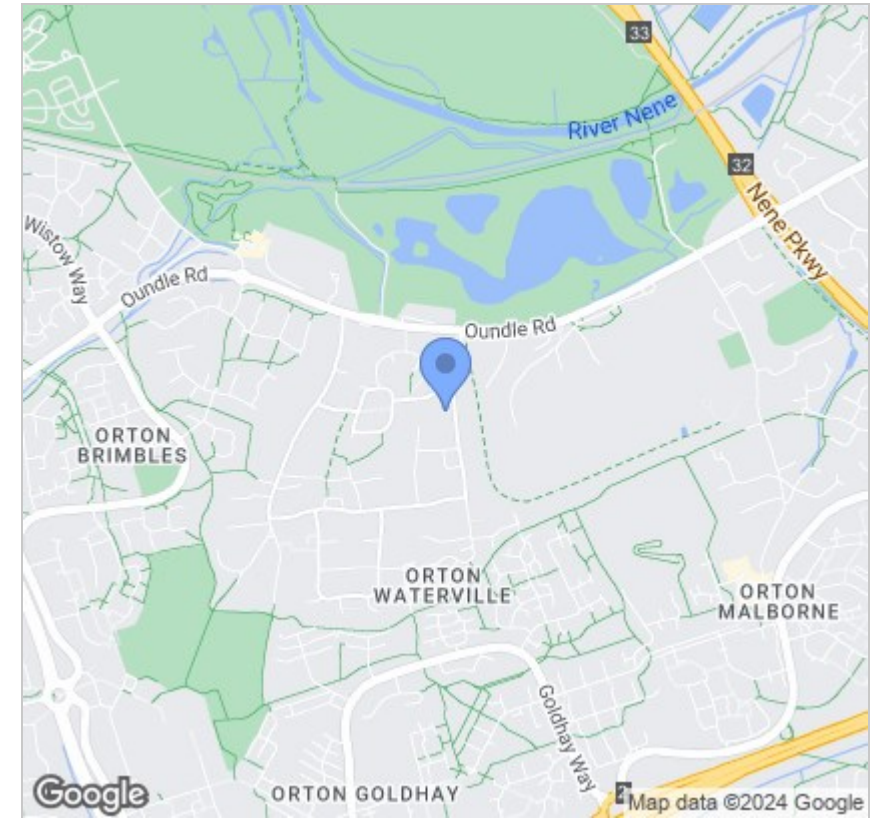 33
River Nene
32
Nene Pkwy
Wistow Way
Oundle Rd
Oundle Rd
ORTON
BRIMBLES
ORTON
WATERVILLE
ORTON
MALBORNE
Goldhay Way
ORTON GOLDHAY
Google
Map data ©2024 Google